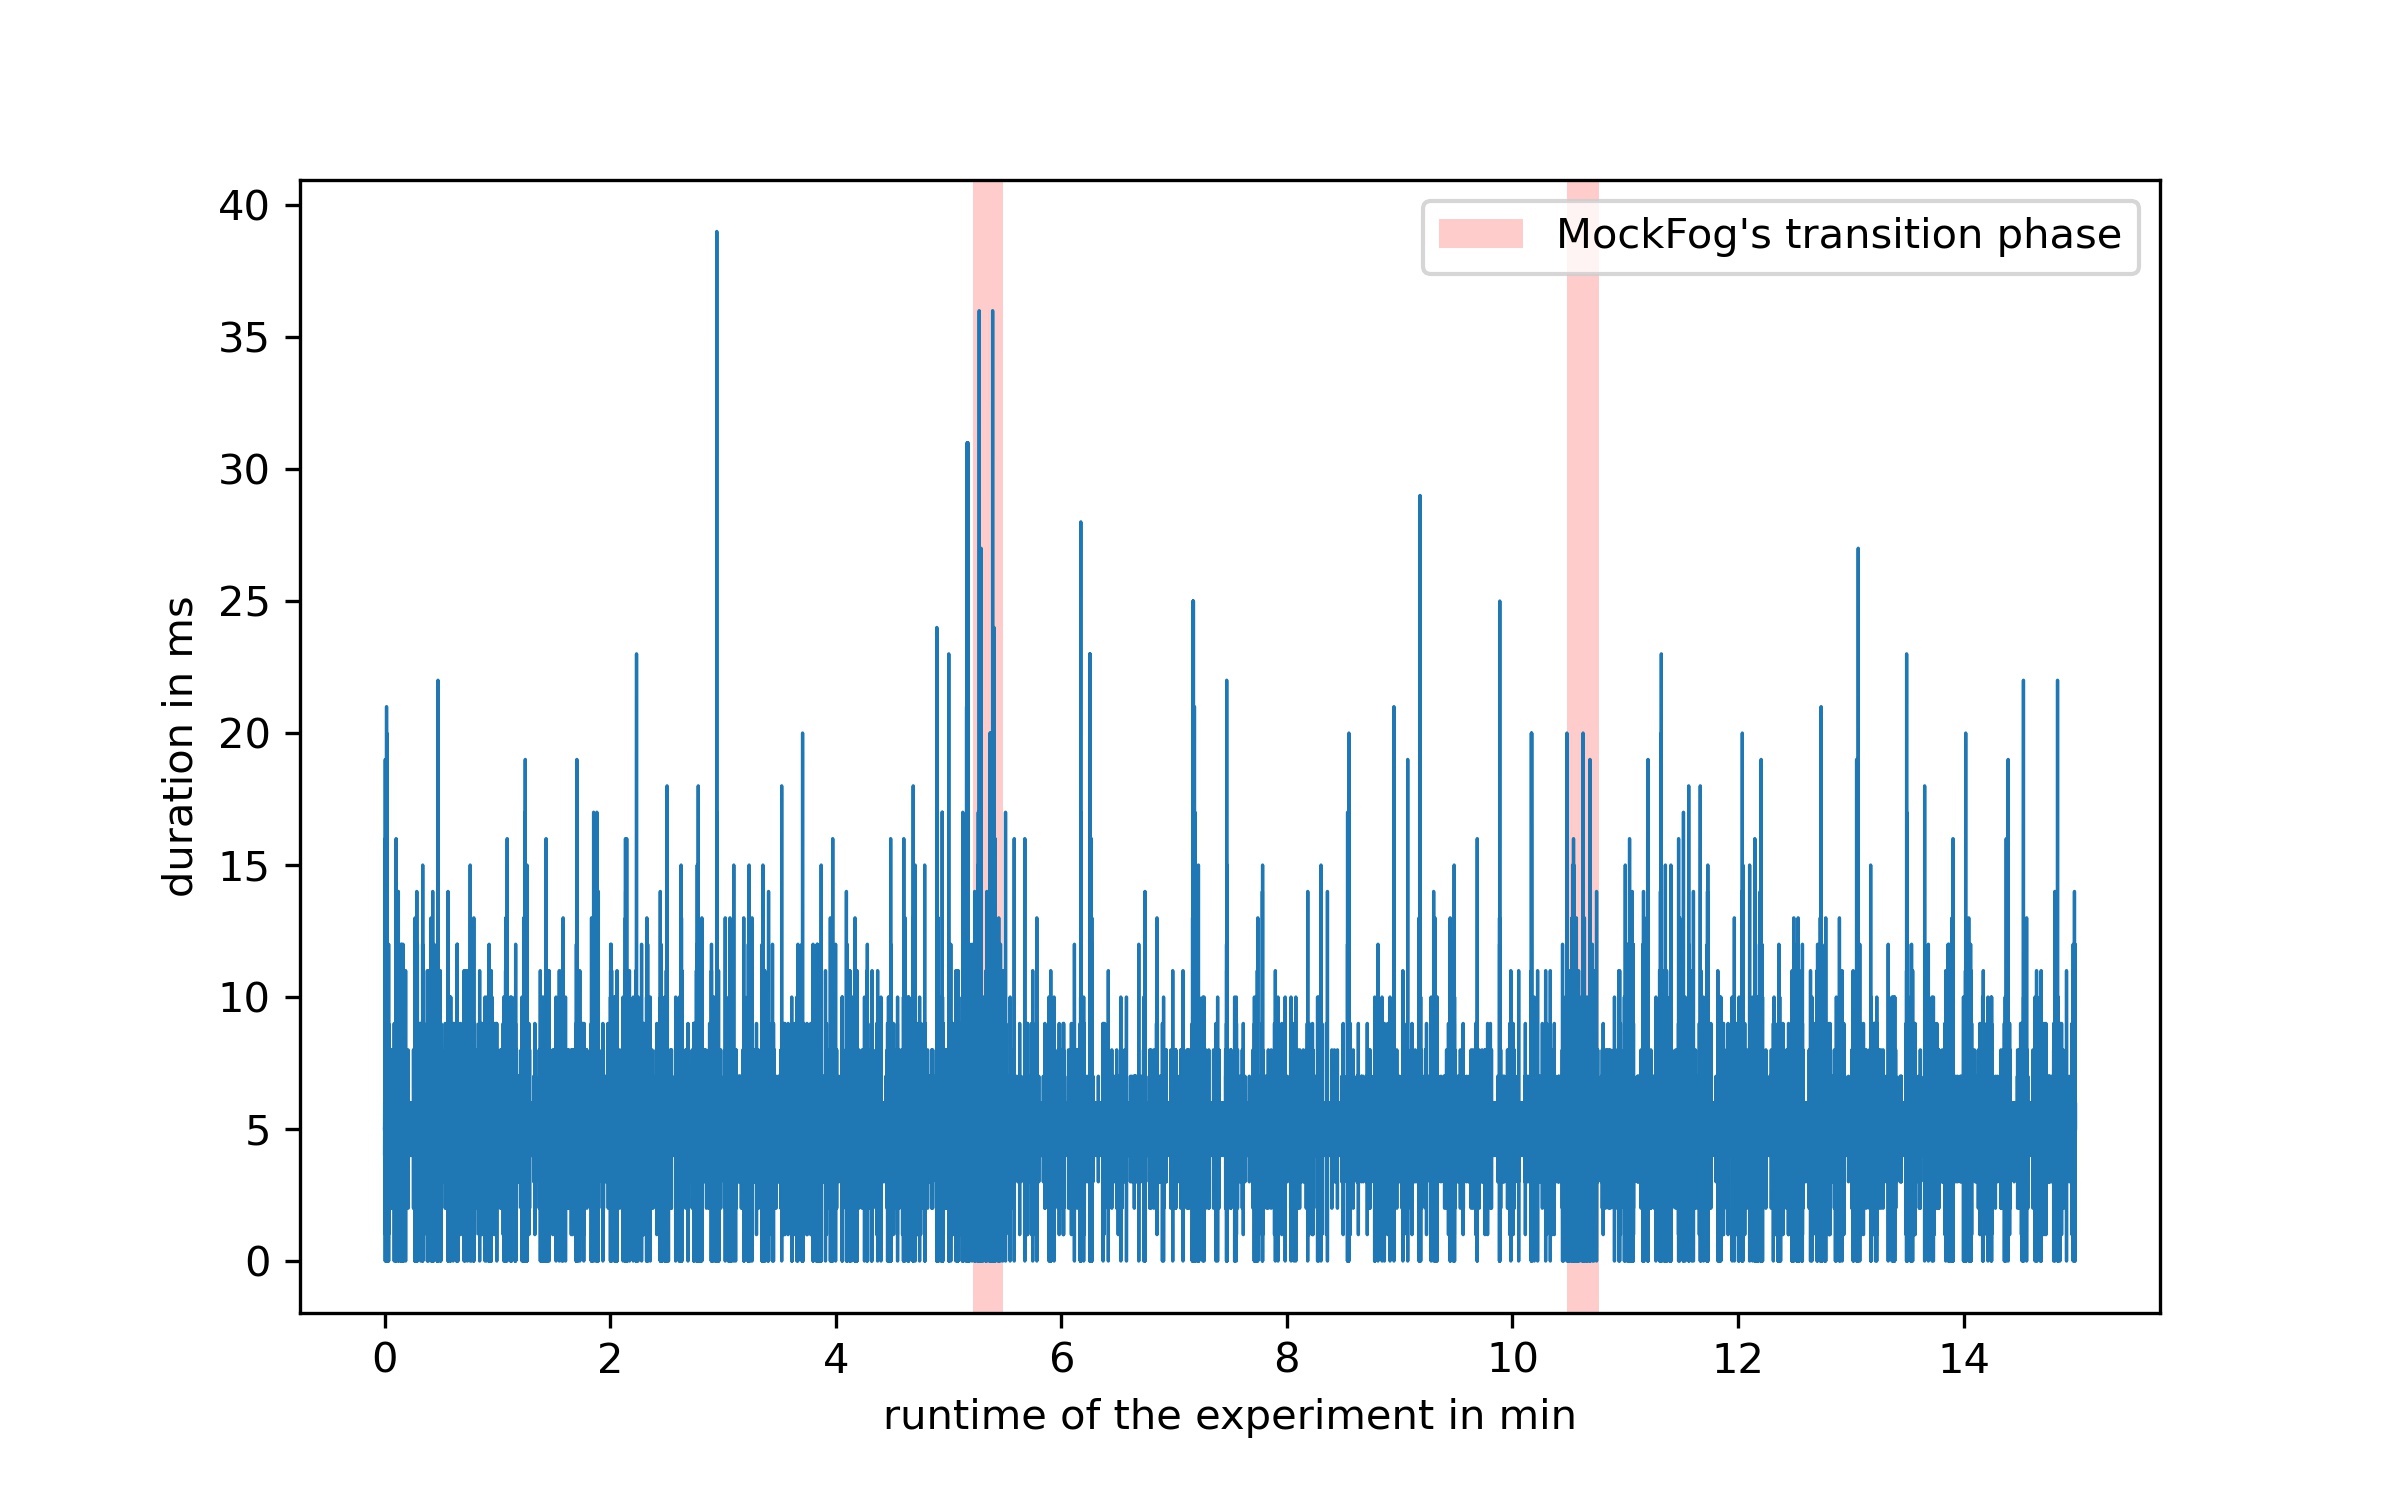 MockFog's transition phase
40
35
30
25
20
15
10
5
0
duration in ms
0 2 4 6 8 10 12 14
runtime of the experiment in min